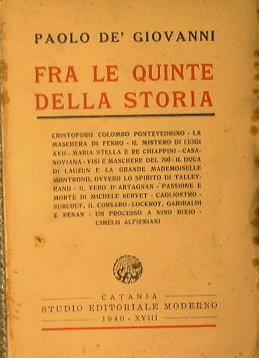 PAOLO DE' GIOVANNI
FRA LE QUINTE
DELLA STORIA
CRISTOFORO COLOMBO PONTEVEDRINO - LA
MASCHERA DI FERRO - IL MISTERO DI LUIGI
XVII - MARIA STELLA E RE CHIAPPINI - CASA-
NOVIANA - VISI E MASCHERE DEL 700 - IL DUCA
DI LAUZUN E LA GRANDE MADEMOISELLE
MONTROND, OVVERO LO SPIRITO DI TALLEY-
RAND - IL VERO D'ARTAGNAN - PASSIONE E
MORTE DI MICHELE SERVET - CAGLIOSTRO -
SURCOUF, IL CORSARO - LOCKROY, GARIBALDI
E RENAN - UN PROCESSO A NINO BIXIO -
CIMELII ALFIERIANI
CATANIA
STUDIO EDITORIALE MODERNO
1940 - XVIII